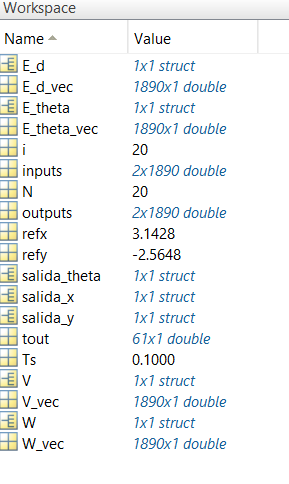 Workspace
Name Value
E_d 1x1 struct
E_d_vec 1890x1 double
E_theta 1x1 struct
E_theta_vec 1890x1 double
i 20
inputs 2x1890 double
N 20
outputs 2x1890 double
refx 3.1428
refy -2.5648
salida_theta 1x1 struct
salida_x 1x1 struct
salida_y 1x1 struct
tout 61x1 double
Ts 0.1000
V 1x1 struct
V_vec 1890x1 double
W 1x1 struct
W_vec 1890x1 double